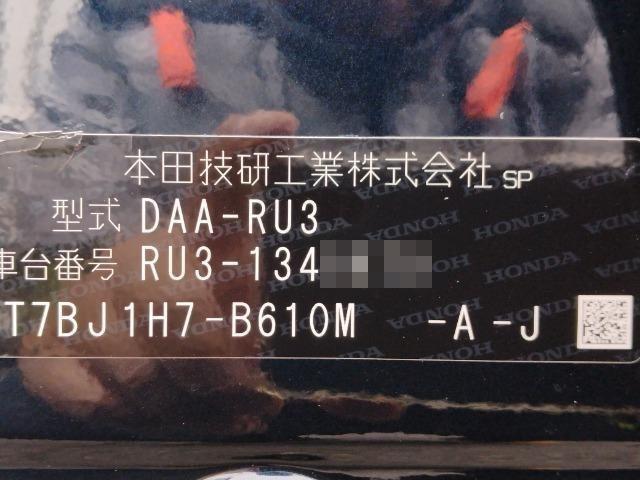 本田技研工業株式会社 SP
型式 DAA-RU3
車台番号 RU3-134
T7BJ1H7-B610M -A -J